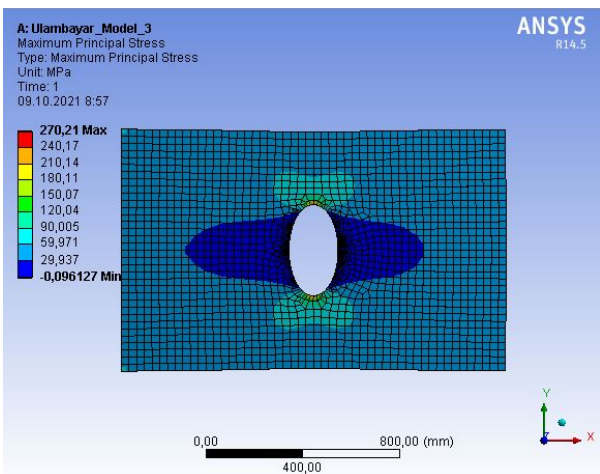 A: Ulambayar_Model_3
Maximum Principal Stress
Type: Maximum Principal Stress
Unit: MPa
Time: 1
09.10.2021 8:57
ANSYS
R14.5
270,21 Max
240,17
210,14
180,11
150,07
120,04
90,005
59,971
29,937
-0,096127 Min
0,00
800,00 (mm)
400,00
Y
Z
X